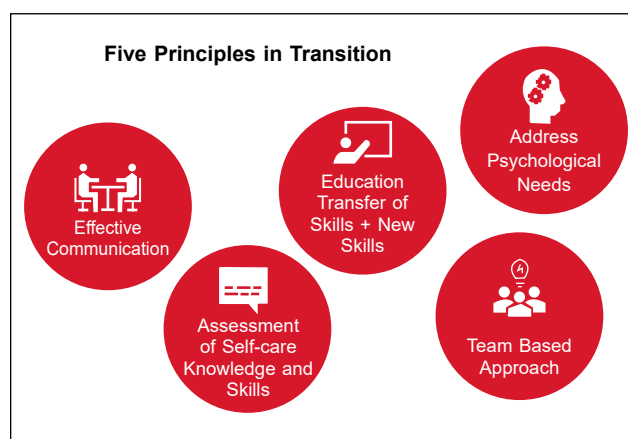 Five Principles in Transition
Effective
Communication
Assessment
of Self-care
Knowledge and
Skills
Education
Transfer of
Skills + New
Skills
Address
Psychological
Needs
Team Based
Approach